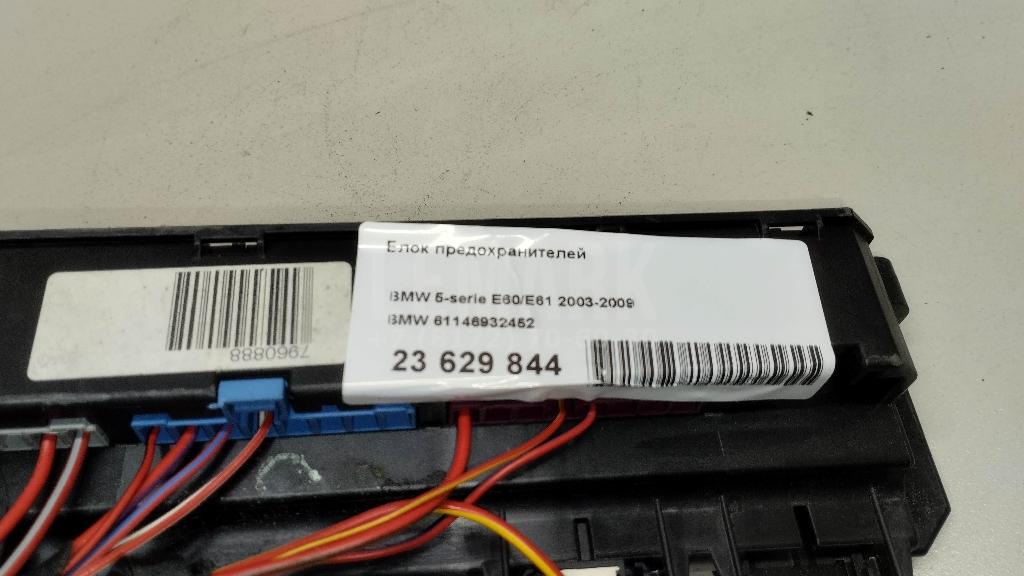 Блок предохранителей
BMW 5-serie E60/E61 2003-2009
BMW 61146932452
23 629 844
7960888